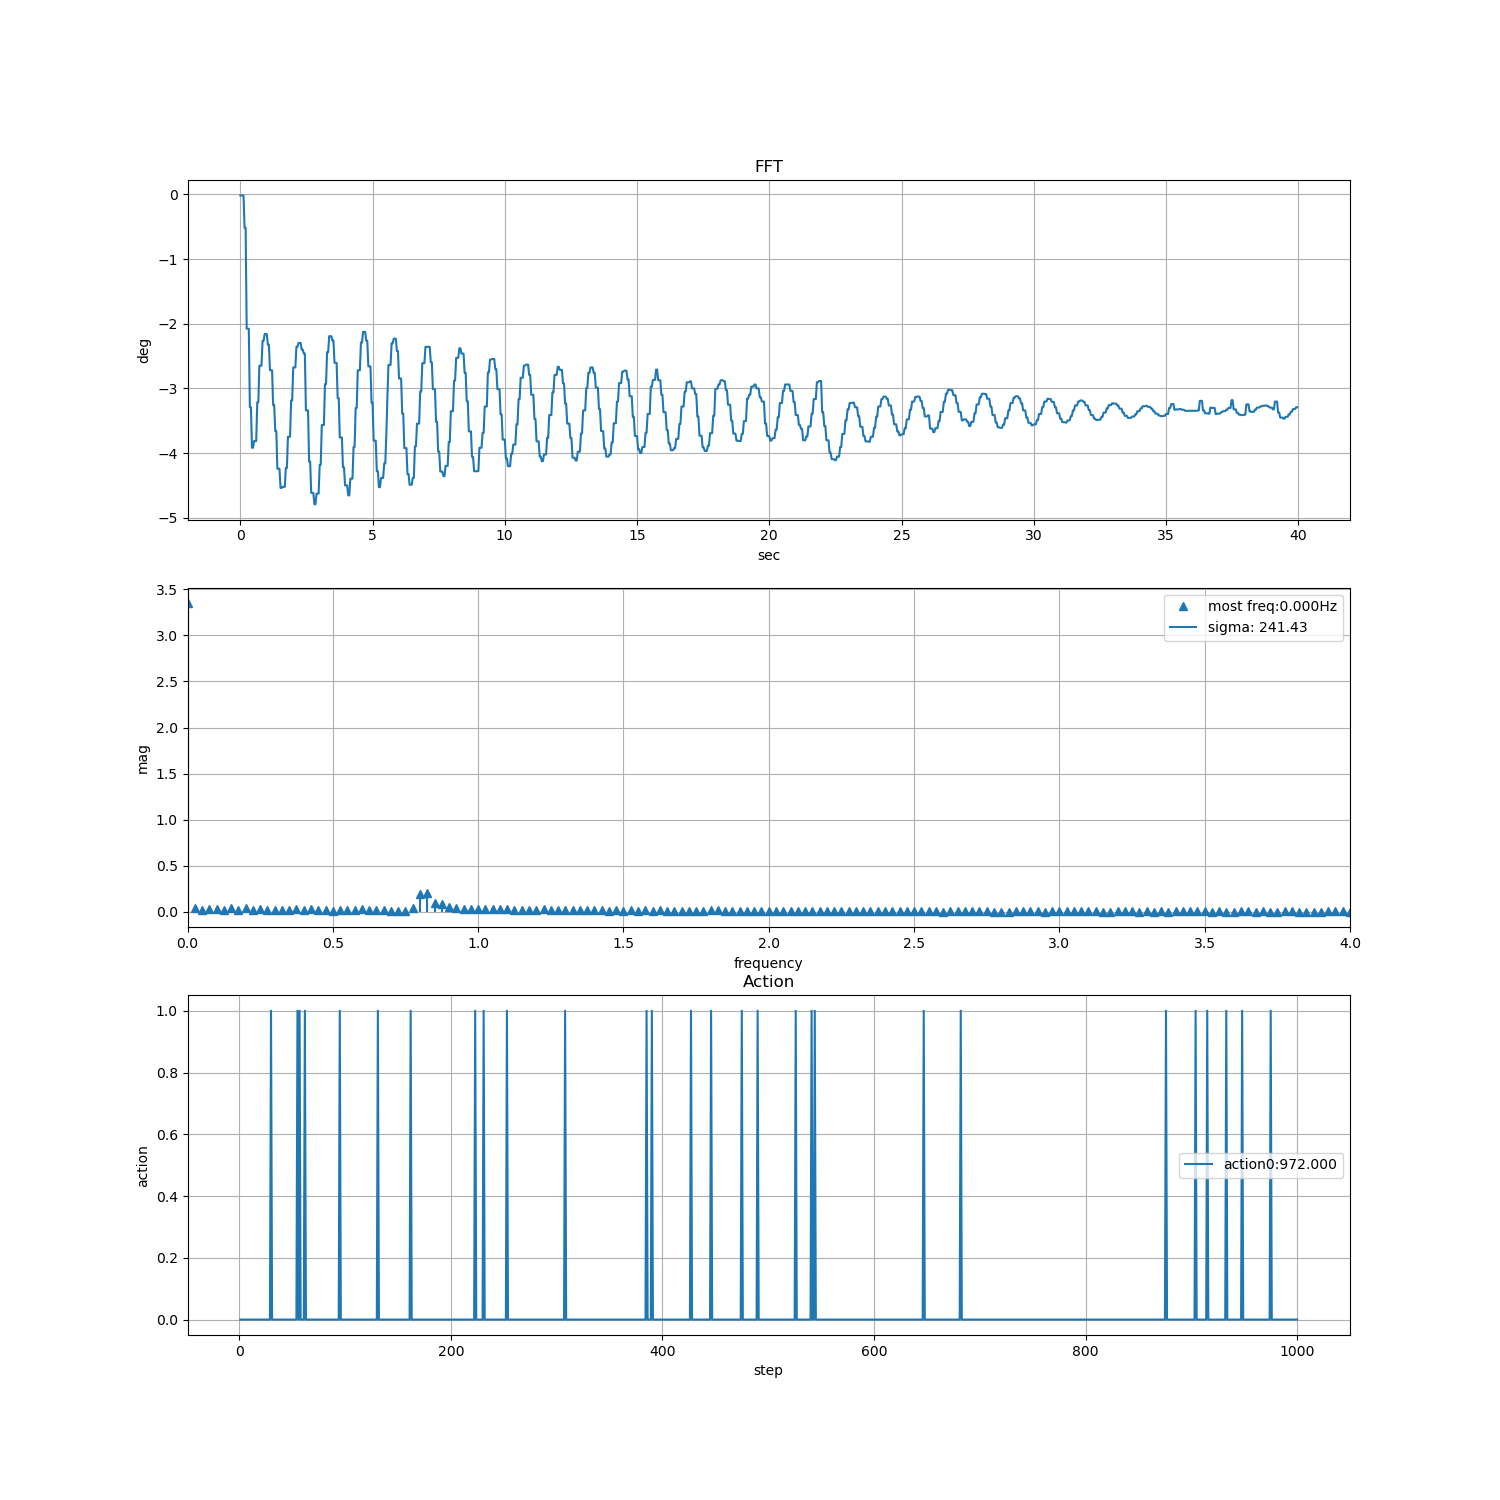 FFT
0
−1
−2
−3
−4
−5
deg
0 5 10 15 20 25 30 35 40
sec
3.5
3.0
2.5
2.0
1.5
1.0
0.5
0.0
mag
most freq:0.000Hz
sigma: 241.43
0.0 0.5 1.0 1.5 2.0 2.5 3.0 3.5 4.0
frequency
Action
1.0
0.8
0.6
0.4
0.2
0.0
action
action0:972.000
0 200 400 600 800 1000
step